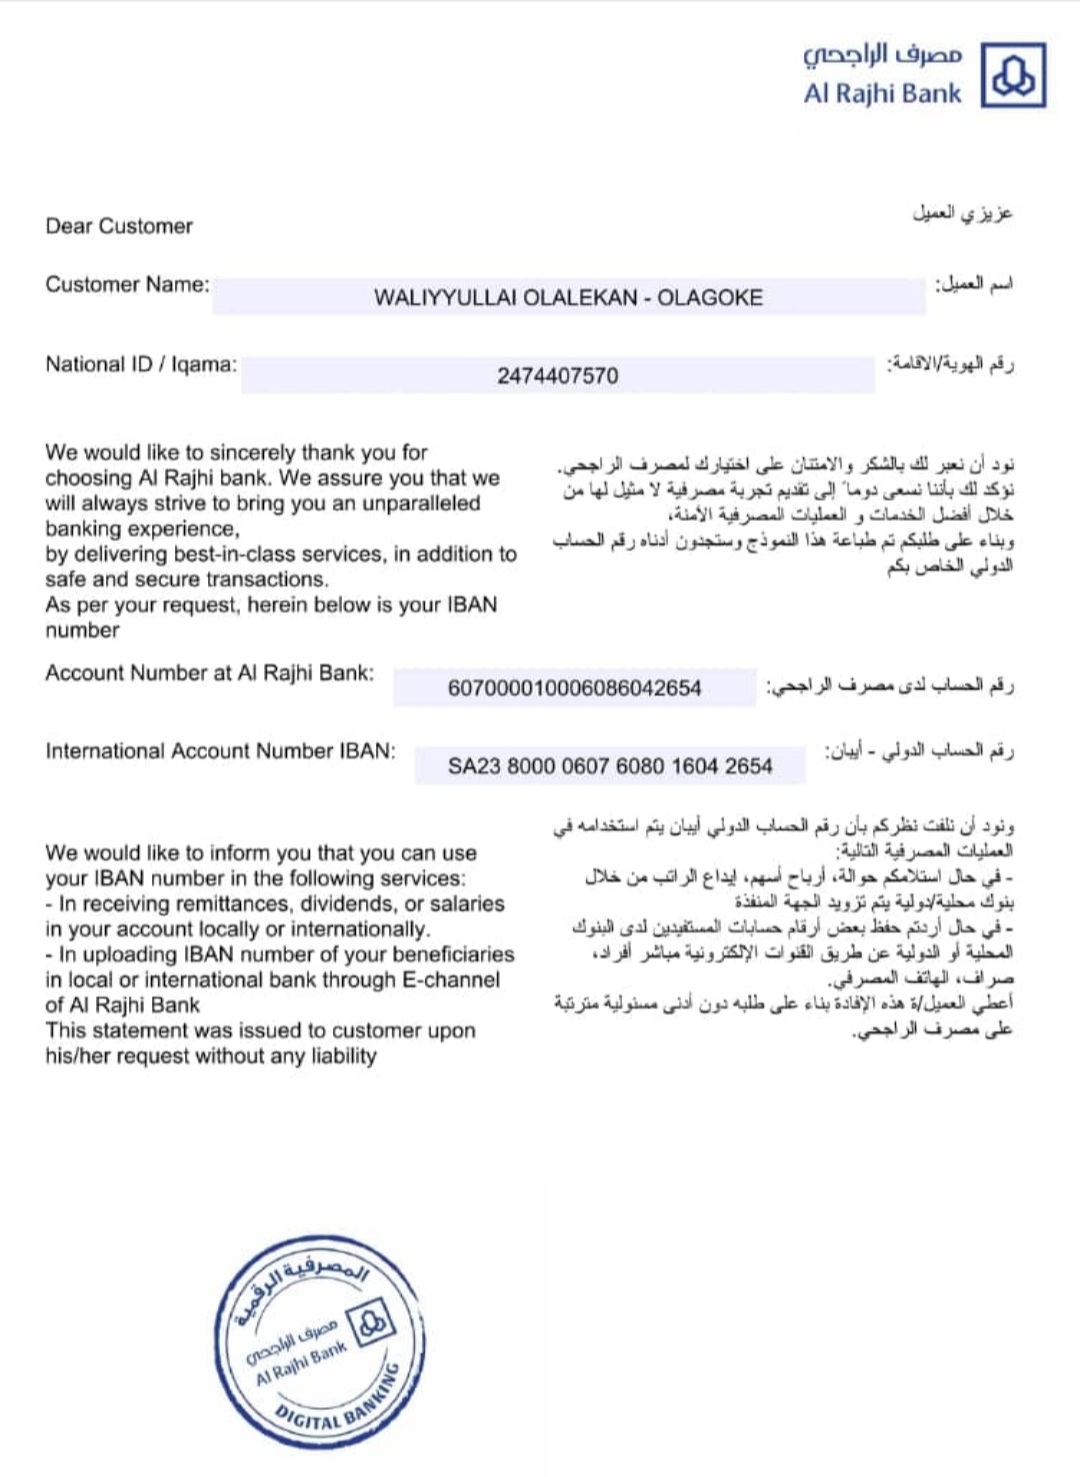 مصرف الراجحي
Al Rajhi Bank
عزيزي العميل
Dear Customer
Customer Name: WALIYYULLAI OLALEKAN - OLAGOKE اسم العميل:
National ID / Iqama: 2474407570 رقم الهوية/الاقامة:
We would like to sincerely thank you for
choosing Al Rajhi bank. We assure you that we
will always strive to bring you an unparalleled
banking experience,
by delivering best-in-class services, in addition to
safe and secure transactions.
As per your request, herein below is your IBAN
number
نود أن نعبر لك بالشكر والامتنان على اختيارك لمصرف الراجحي.
نؤكد لك بأننا نسعى دوما ً إلى تقديم تجربة مصرفية لا مثيل لها من
خلال أفضل الخدمات و العمليات المصرفية الآمنة،
وبناء على طلبكم تم طباعة هذا النموذج وستجدون أدناه رقم الحساب
الدولي الخاص بكم
Account Number at Al Rajhi Bank: 607000010006086042654 رقم الحساب لدى مصرف الراجحي:
International Account Number IBAN: SA23 8000 0607 6080 1604 2654 رقم الحساب الدولي - أيبان:
We would like to inform you that you can use
your IBAN number in the following services:
- In receiving remittances, dividends, or salaries
in your account locally or internationally.
- In uploading IBAN number of your beneficiaries
in local or international bank through E-channel
of Al Rajhi Bank
This statement was issued to customer upon
his/her request without any liability
ونود أن نلفت نظركم بأن رقم الحساب الدولي أيبان يتم استخدامه في
العمليات المصرفية التالية:
- في حال استلامكم حوالة، أرباح أسهم، إيداع الراتب من خلال
بنوك محلية/دولية يتم تزويد الجهة المنفذة
- في حال أردتم حفظ بعض أرقام حسابات المستفيدين لدى البنوك
المحلية أو الدولية عن طريق القنوات الإلكترونية مباشر أفراد،
صراف، الهاتف المصرفي.
أعطي العميل/ة هذه الإفادة بناء على طلبه دون أدنى مسئولية مترتبة
على مصرف الراجحي.
المصرفية الرقمية
مصرف الراجحي
Al Rajhi Bank
DIGITAL BANKING